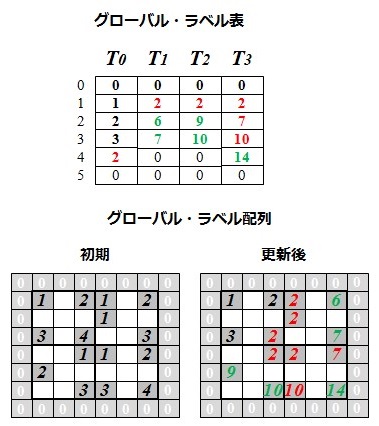 グローバル・ラベル表
T0 T1 T2 T3
0 0 0 0 0
1 1 2 2 2
2 2 6 9 7
3 3 7 10 10
4 2 0 0 14
5 0 0 0 0
グローバル・ラベル配列
初期
0 0 0 0 0 0 0 0
0 1 2 1 2 0
0 1 0
0 3 4 3 0
0 1 1 2 0
0 2 0
0 3 3 4 0
0 0 0 0 0 0 0 0
更新後
0 0 0 0 0 0 0 0
0 1 2 2 6 0
0 2 0
0 3 2 7 0
0 2 2 7 0
0 9 0
0 10 10 14 0
0 0 0 0 0 0 0 0